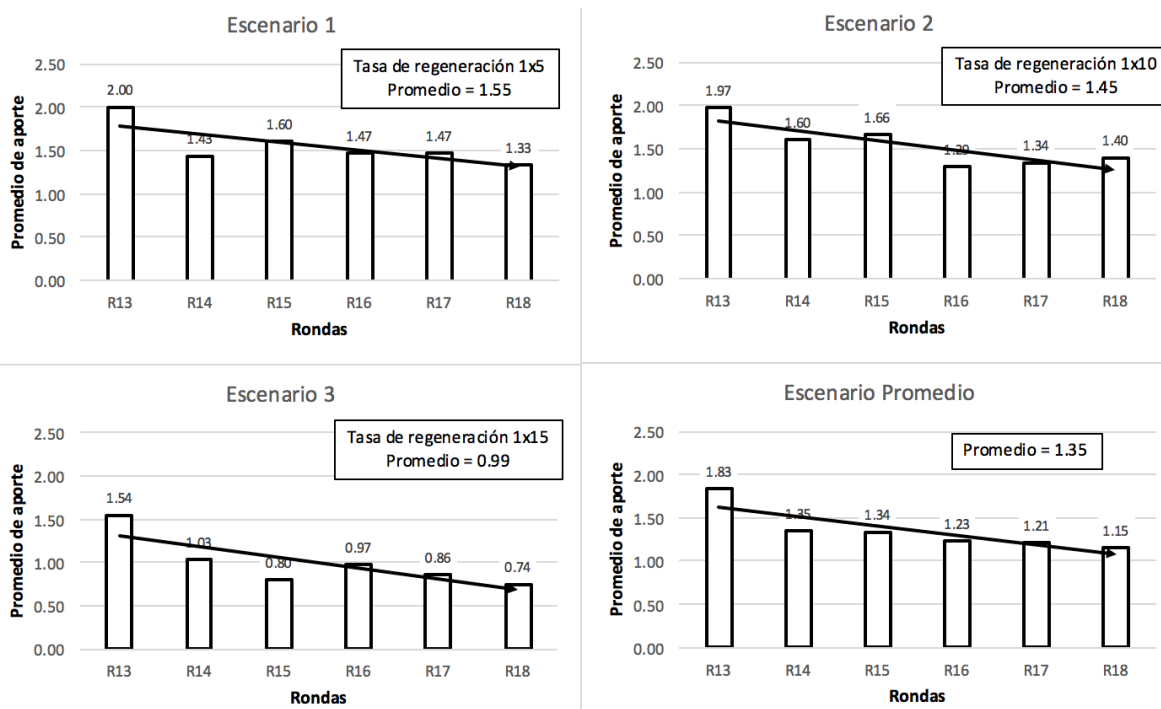 Escenario 1
Tasa de regeneración 1x5
Promedio = 1.55
Promedio de aporte
2.50
2.00
1.50
1.00
0.50
0.00
2.00
1.43
1.60
1.47
1.47
1.33
R13 R14 R15 R16 R17 R18
Rondas
Escenario 2
Tasa de regeneración 1x10
Promedio = 1.45
Promedio de aporte
2.50
2.00
1.50
1.00
0.50
0.00
1.97
1.60
1.66
1.29
1.34
1.40
R13 R14 R15 R16 R17 R18
Rondas
Escenario 3
Tasa de regeneración 1x15
Promedio = 0.99
Promedio de aporte
2.50
2.00
1.50
1.00
0.50
0.00
1.54
1.03
0.80
0.97
0.86
0.74
R13 R14 R15 R16 R17 R18
Rondas
Escenario Promedio
Promedio = 1.35
Promedio de aporte
2.50
2.00
1.50
1.00
0.50
0.00
1.83
1.35
1.34
1.23
1.21
1.15
R13 R14 R15 R16 R17 R18
Rondas